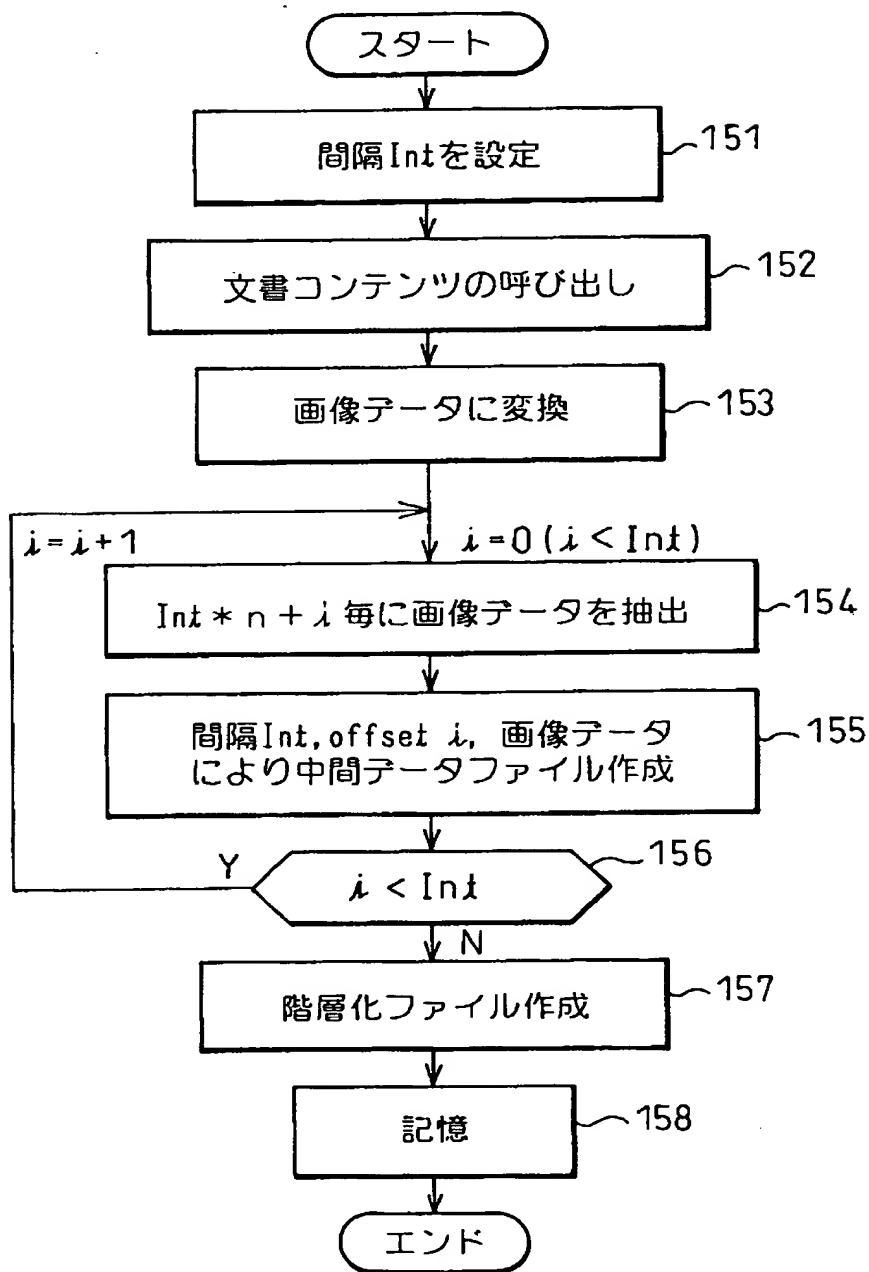 スタート
間隔Intを設定
151
文書コンテンツの呼び出し
152
画像データに変換
153
i=i+1
i=0(i<Int)
Int*n+i毎に画像データを抽出
154
間隔Int,offset i,画像データ
により中間データファイル作成
155
156
Y
i<Int
N
階層化ファイル作成
157
記憶
158
エンド